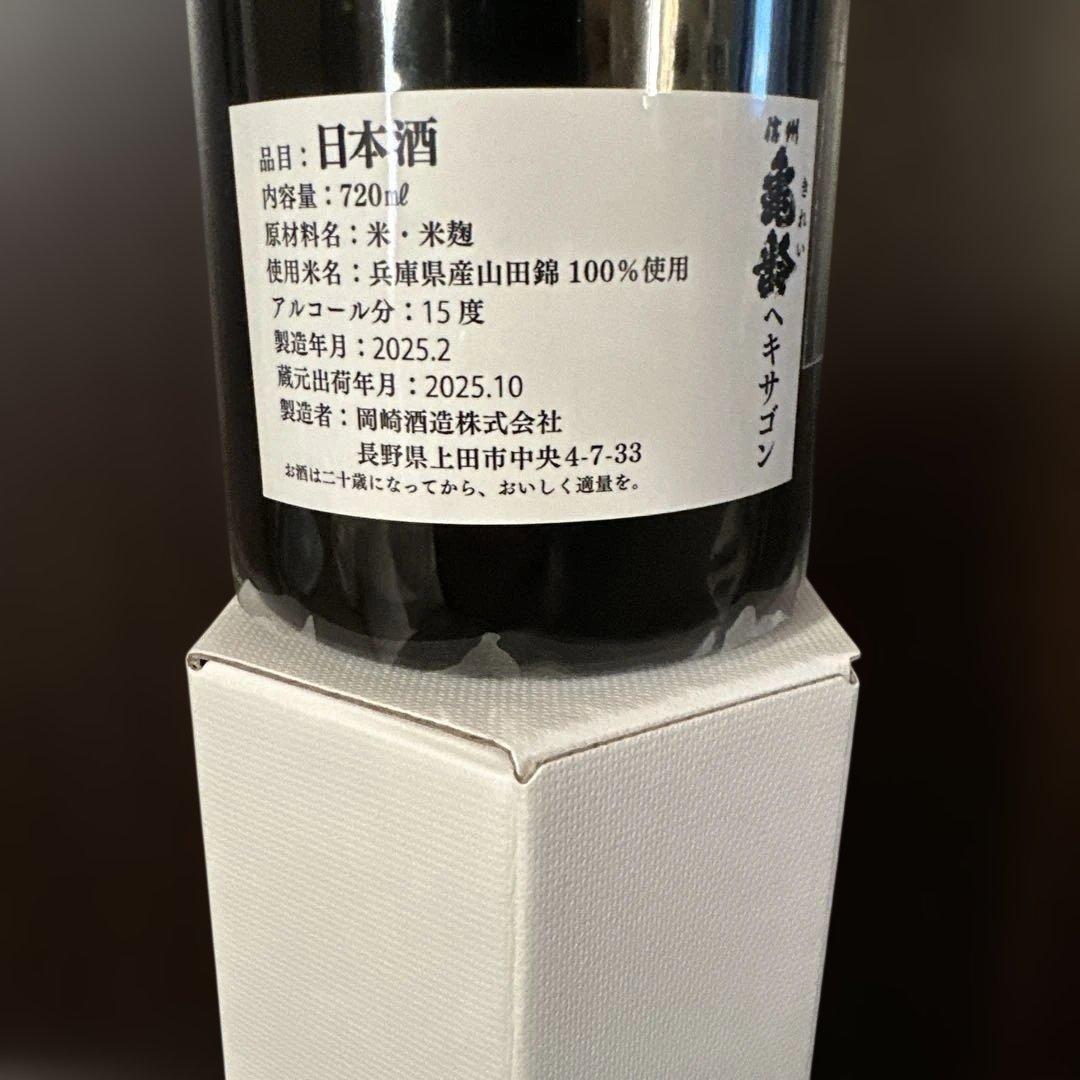 品目：日本酒
内容量：720㎖
原材料名：米・米麹
使用米名：兵庫県産山田錦 100％使用
アルコール分：15 度
製造年月：2025.2
蔵元出荷年月：2025.10
製造者：岡崎酒造株式会社
長野県上田市中央4-7-33
お酒は二十歳になってから、おいしく適量を。
信州
亀齢
きれい
ヘキサゴン